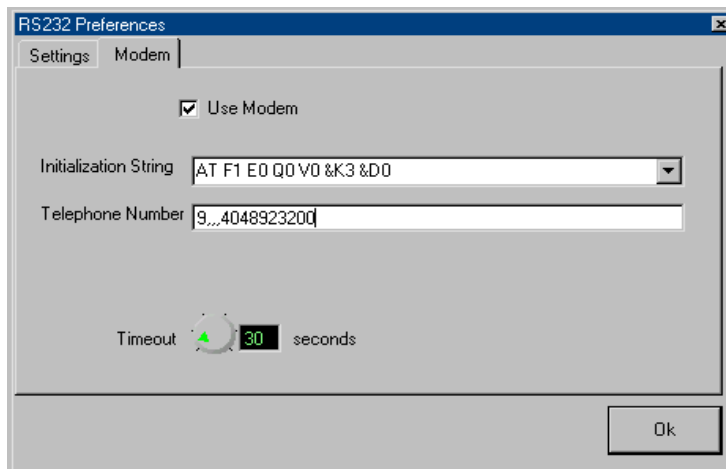 RS232 Preferences
Settings Modem
Use Modem
Initialization String AT F1 E0 Q0 V0 &K3 &D0
Telephone Number 9,,,4048923200
Timeout 30 seconds
Ok